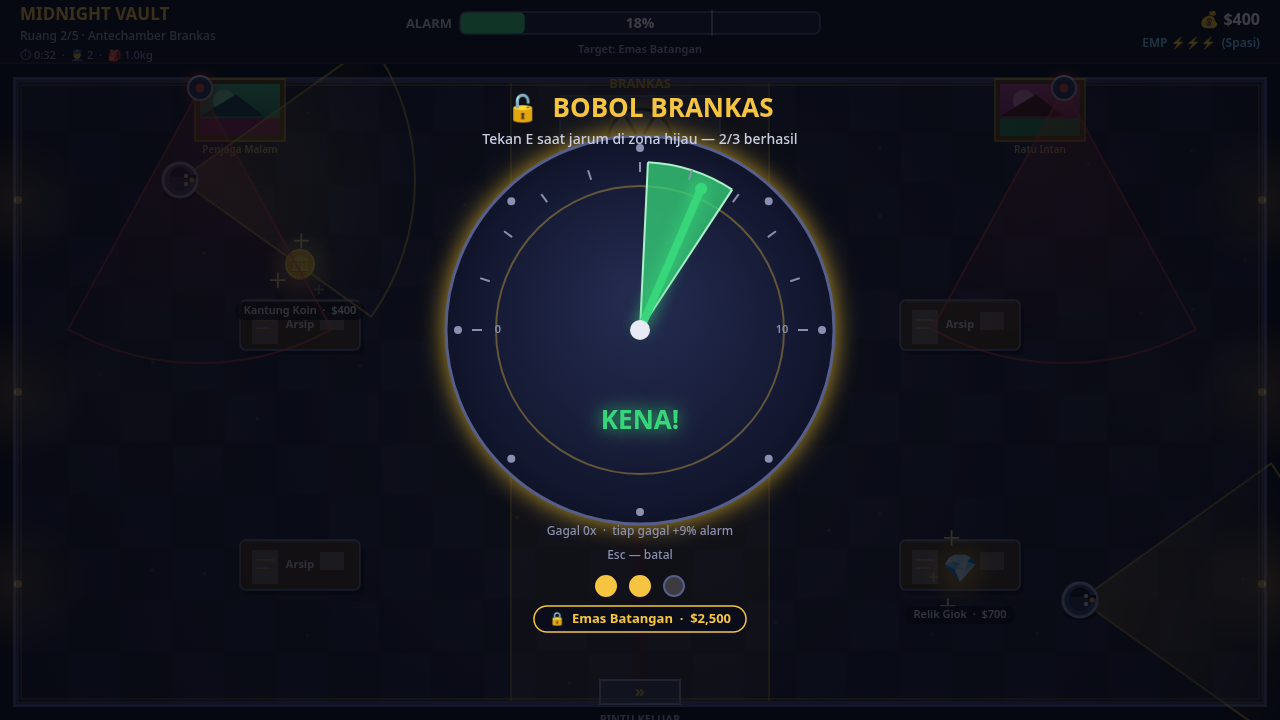 MIDNIGHT VAULT
Ruang 2/5 · Antechamber Brankas
⏱ 0:32 · 👮 2 · 🎒 1.0kg
ALARM
18%
Target: Emas Batangan
💰 $400
EMP ⚡⚡⚡ (Spasi)
BRANKAS
🔓 BOBOL BRANKAS
Tekan E saat jarum di zona hijau — 2/3 berhasil
Penjaga Malam
Ratu Intan
Kantung Koin · $400
Arsip
0
10
Arsip
KENA!
Gagal 0x · tiap gagal +9% alarm
Esc — batal
Arsip
Relik Giok · $700
🔒 Emas Batangan · $2,500
»
PINTU KELUAR